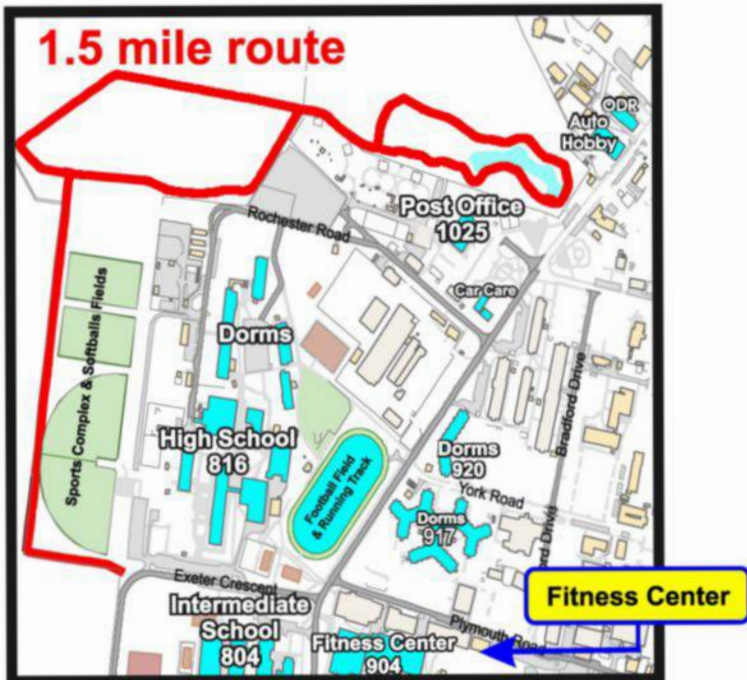 1.5 mile route
ODR
Auto
Hobby
Post Office
1025
Rochester Road
Car Care
Dorms
Bradford Drive
Sports Complex & Softballs Fields
High School
816
Dorms
920
Football Field
& Running Track
York Road
Dorms
917
ford Drive
Exeter Crescent
Fitness Center
Intermediate
School
804
Plymouth Road
Fitness Center
904